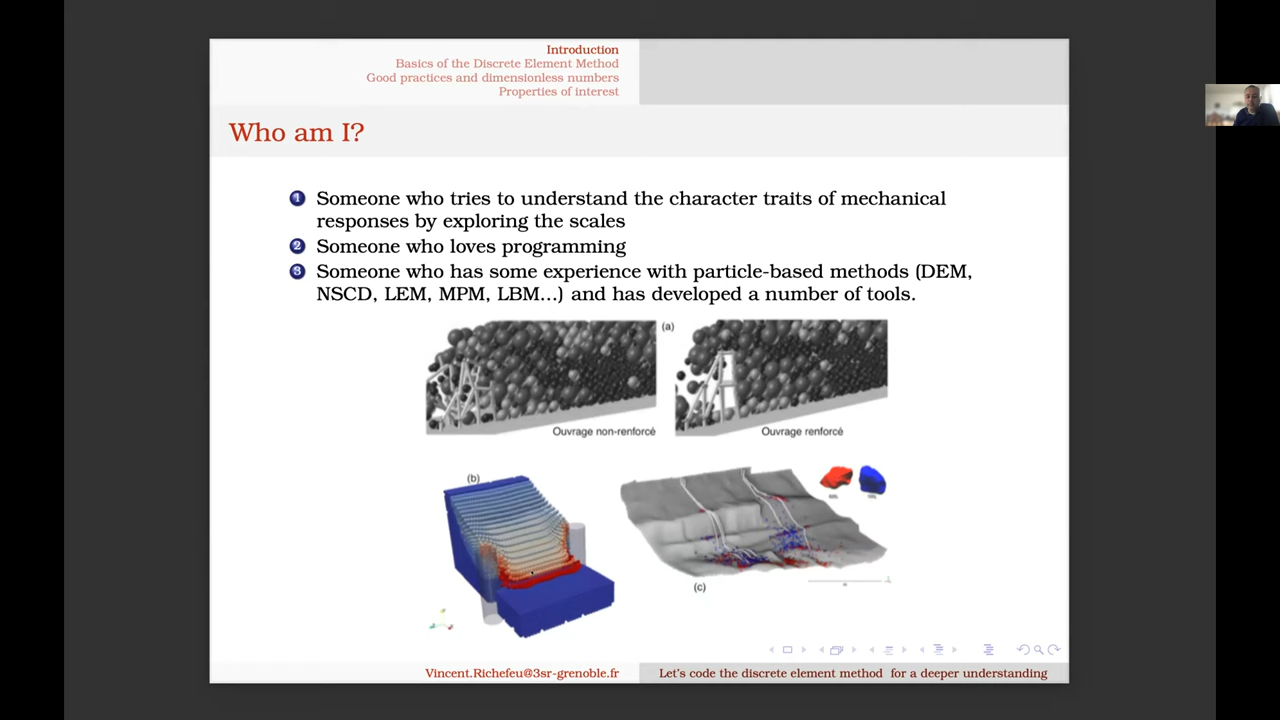 Introduction
Basics of the Discrete Element Method
Good practices and dimensionless numbers
Properties of interest
Who am I?
1 Someone who tries to understand the character traits of mechanical
responses by exploring the scales
2 Someone who loves programming
3 Someone who has some experience with particle-based methods (DEM,
NSCD, LEM, MPM, LBM...) and has developed a number of tools.
(a)
Ouvrage non-renforcé
Ouvrage renforcé
(b)
(c)
Vincent.Richefeu@3sr-grenoble.fr
Let's code the discrete element method for a deeper understanding